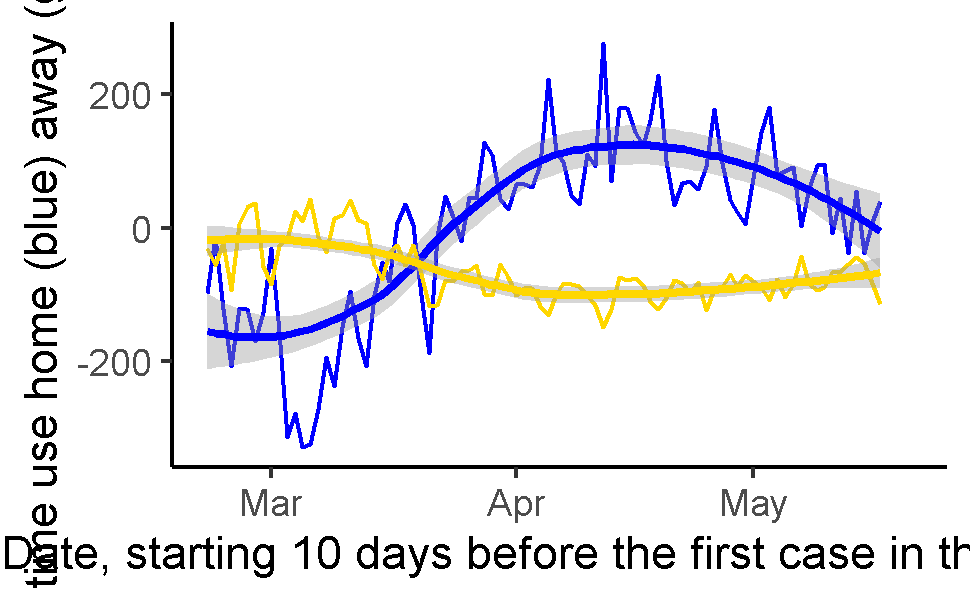 time use home (blue) away (
200
0
-200
Mar Apr May
Date, starting 10 days before the first case in th